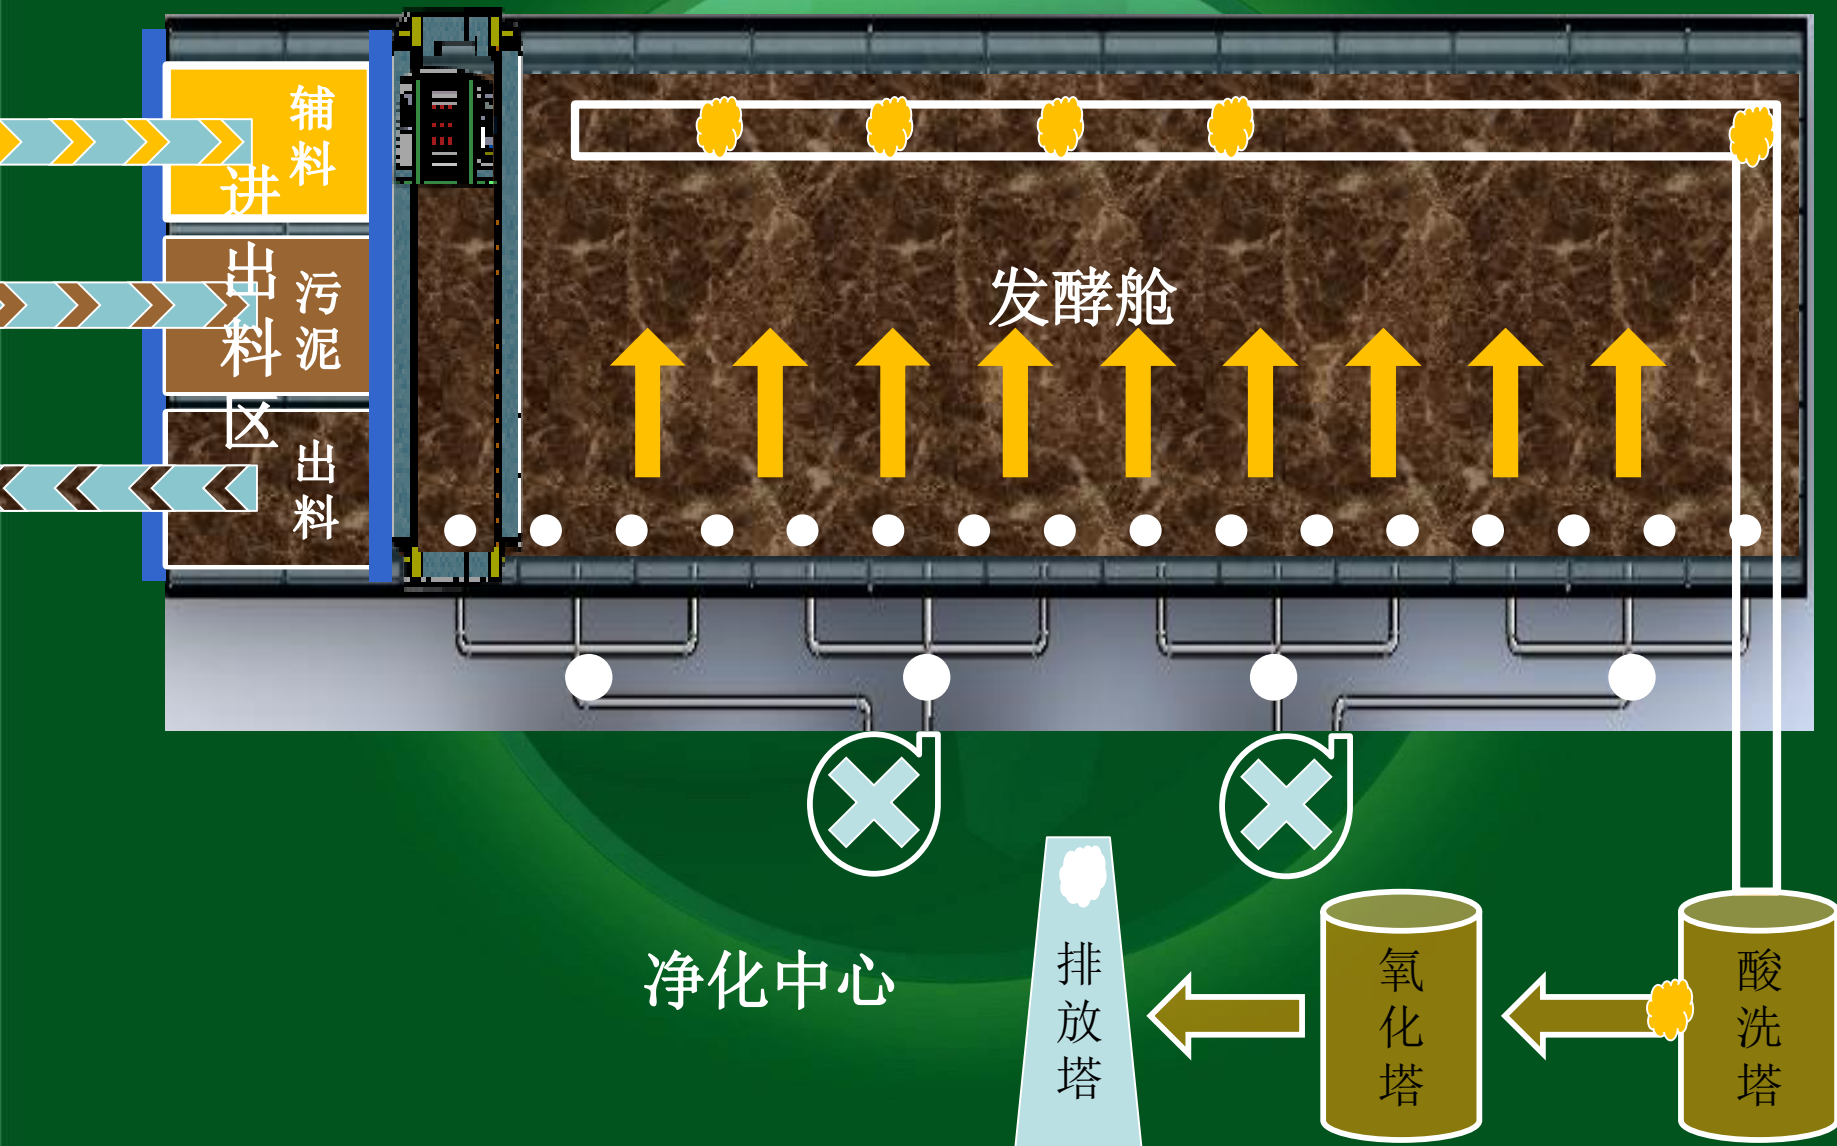 辅料
进出料区
污泥
出料
发酵舱
净化中心
排放塔
氧化塔
酸洗塔